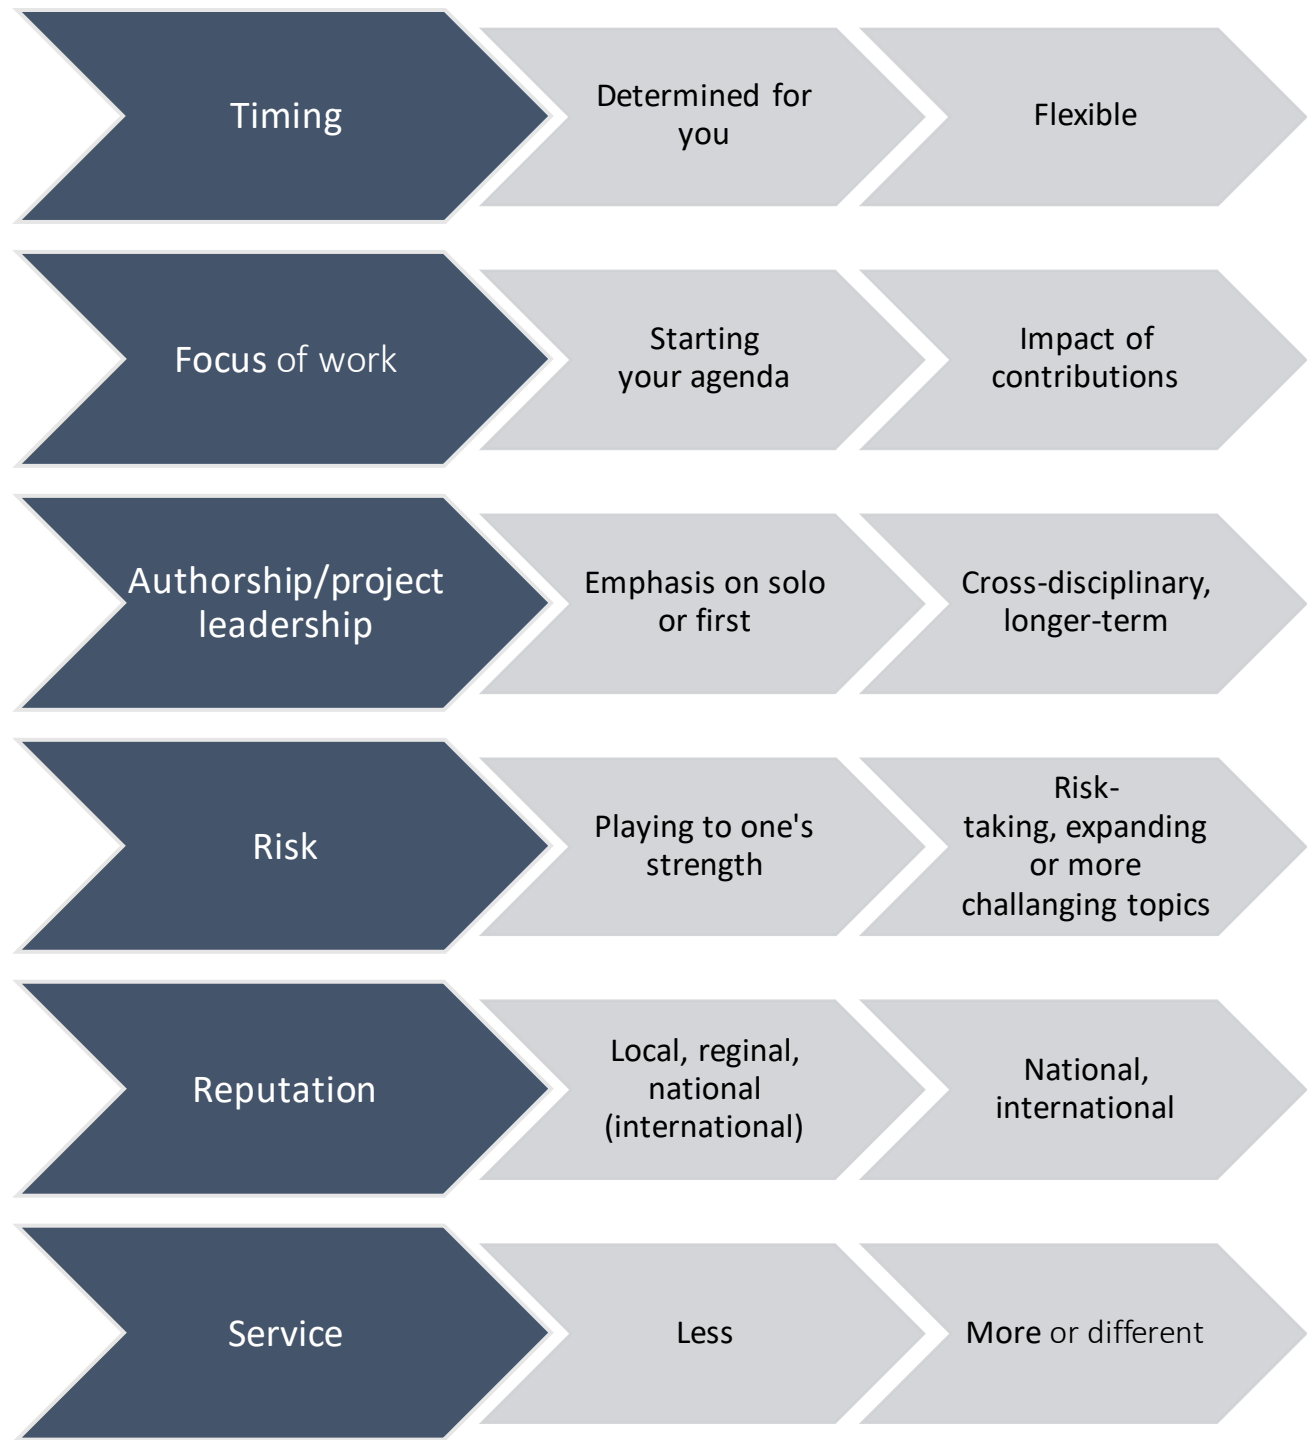 Timing
Determined for
you
Flexible
Focus of work
Starting
your agenda
Impact of
contributions
Authorship/project
leadership
Emphasis on solo
or first
Cross-disciplinary,
longer-term
Risk
Playing to one's
strength
Risk-
taking, expanding
or more
challanging topics
Reputation
Local, reginal,
national
(international)
National,
international
Service
Less
More or different